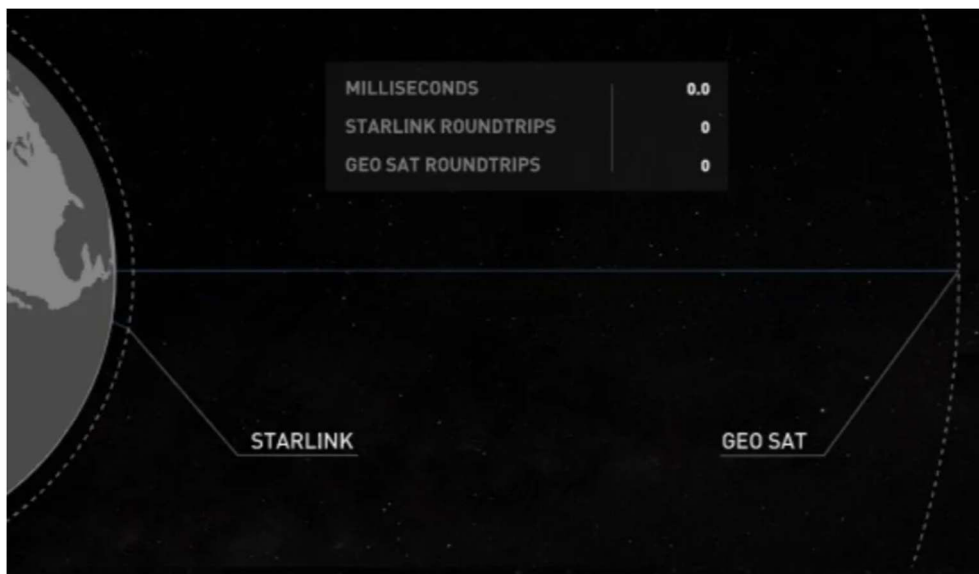 MILLISECONDS 0.0
STARLINK ROUNDTRIPS 0
GEO SAT ROUNDTRIPS 0
STARLINK
GEO SAT